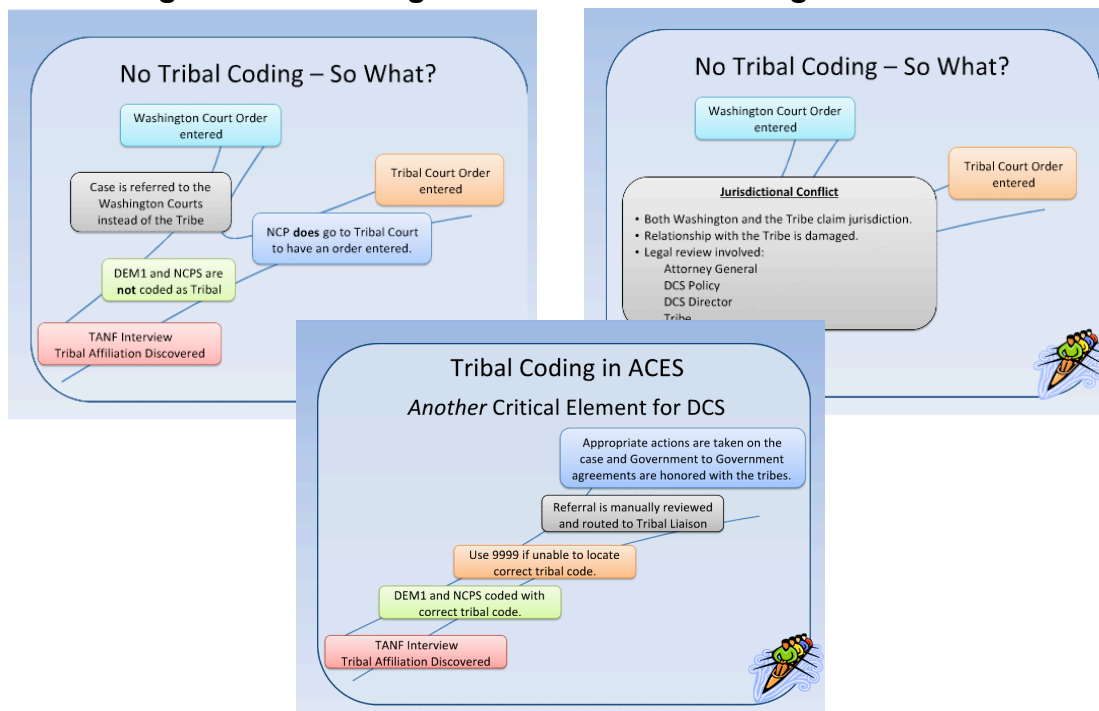 No Tribal Coding – So What?
Washington Court Order
entered
Case is referred to the
Washington Courts
instead of the Tribe
Tribal Court Order
entered
NCP does go to Tribal Court
to have an order entered.
DEM1 and NCPS are
not coded as Tribal
TANF Interview
Tribal Affiliation Discovered
No Tribal Coding – So What?
Washington Court Order
entered
Tribal Court Order
entered
Jurisdictional Conflict
• Both Washington and the Tribe claim jurisdiction.
• Relationship with the Tribe is damaged.
• Legal review involved:
Attorney General
DCS Policy
DCS Director
Tribe
Tribal Coding in ACES
Another Critical Element for DCS
Appropriate actions are taken on the
case and Government to Government
agreements are honored with the tribes.
Referral is manually reviewed
and routed to Tribal Liaison
Use 9999 if unable to locate
correct tribal code.
DEM1 and NCPS coded with
correct tribal code.
TANF Interview
Tribal Affiliation Discovered